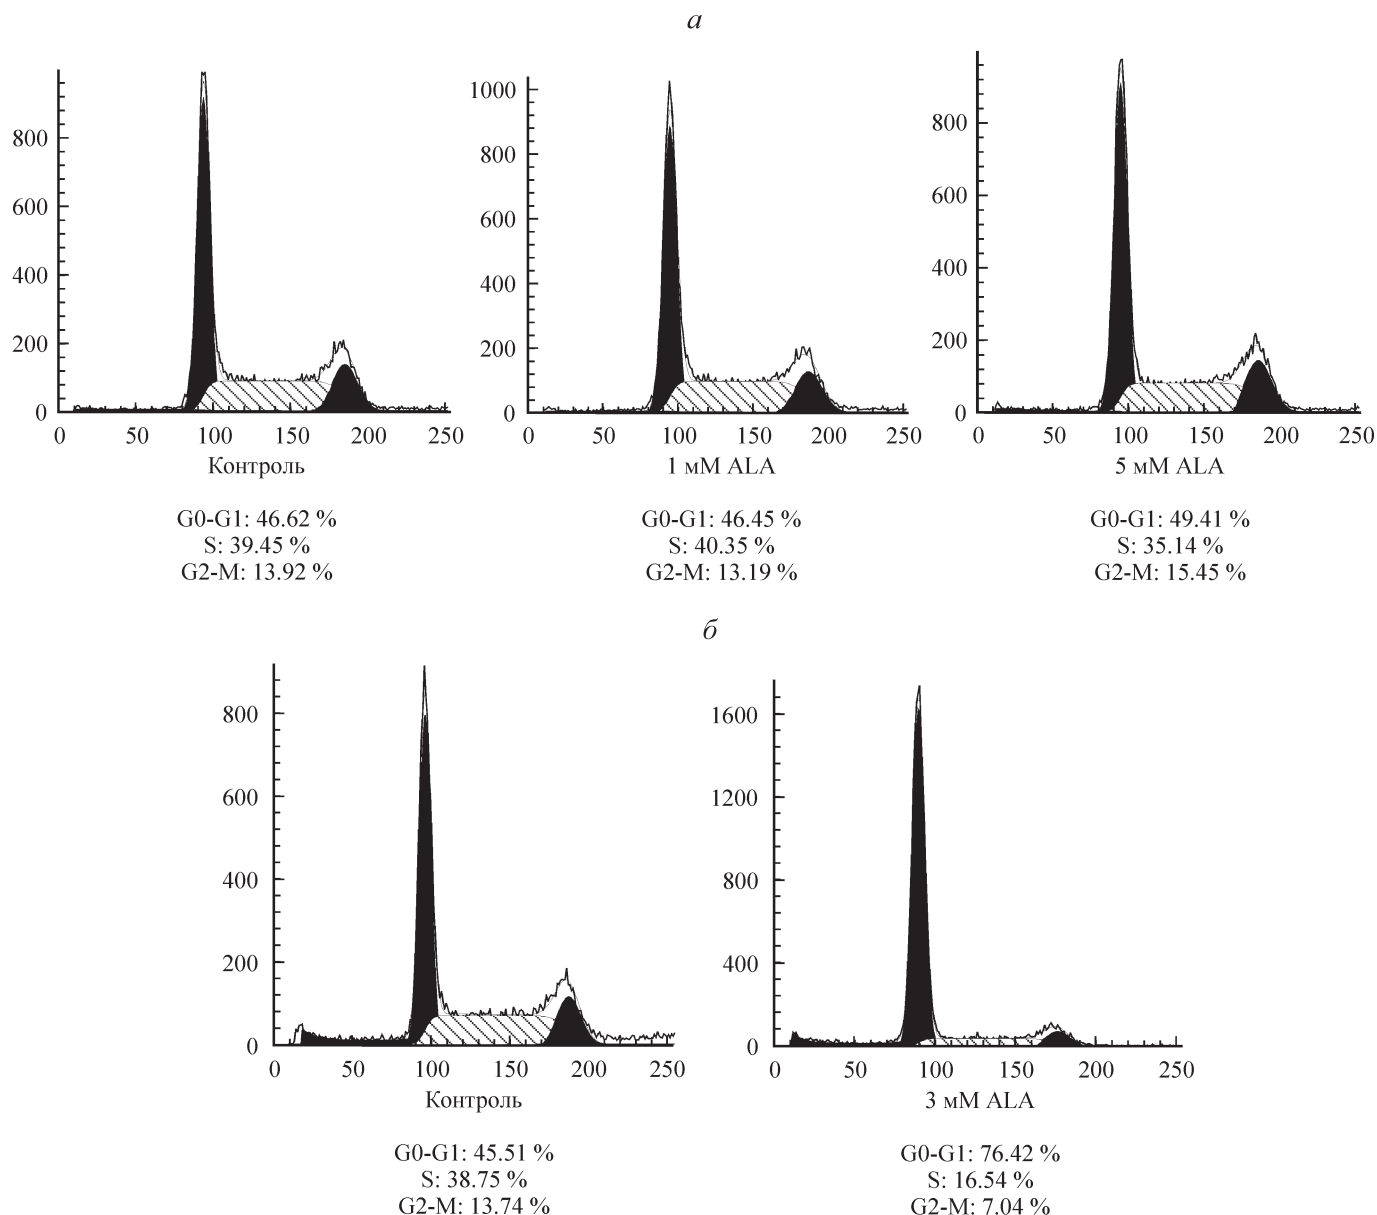 а
1000
800 800 800
600 600 600
400 400 400
200 200 200
0 0 0
0 50 100 150 200 250 0 50 100 150 200 250 0 50 100 150 200 250
Контроль 1 мМ ALA 5 мМ ALA
G0-G1: 46.62 % G0-G1: 46.45 % G0-G1: 49.41 %
S: 39.45 % S: 40.35 % S: 35.14 %
G2-M: 13.92 % G2-M: 13.19 % G2-M: 15.45 %
б
800 1600
600 1200
400 800
200 400
0 0
0 50 100 150 200 250 0 50 100 150 200 250
Контроль 3 мМ ALA
G0-G1: 45.51 % G0-G1: 76.42 %
S: 38.75 % S: 16.54 %
G2-M: 13.74 % G2-M: 7.04 %